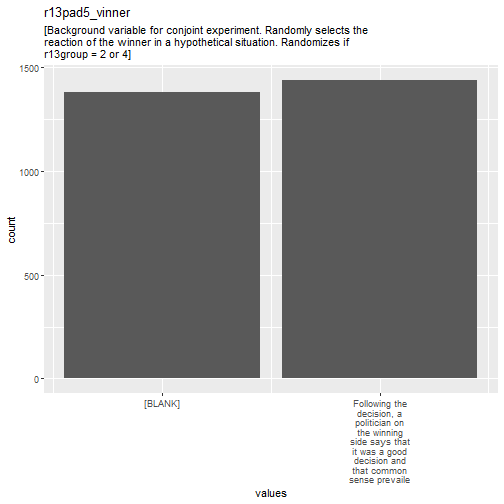 r13pad5_vinner
[Background variable for conjoint experiment. Randomly selects the
reaction of the winner in a hypothetical situation. Randomizes if
r13group = 2 or 4]
1500
1000
500
0
count
[BLANK]
Following the
decision, a
politician on
the winning
side says that
it was a good
decision and
that common
sense prevaile
values